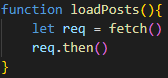 function loadPosts(){
    let req = fetch()
    req.then()
}